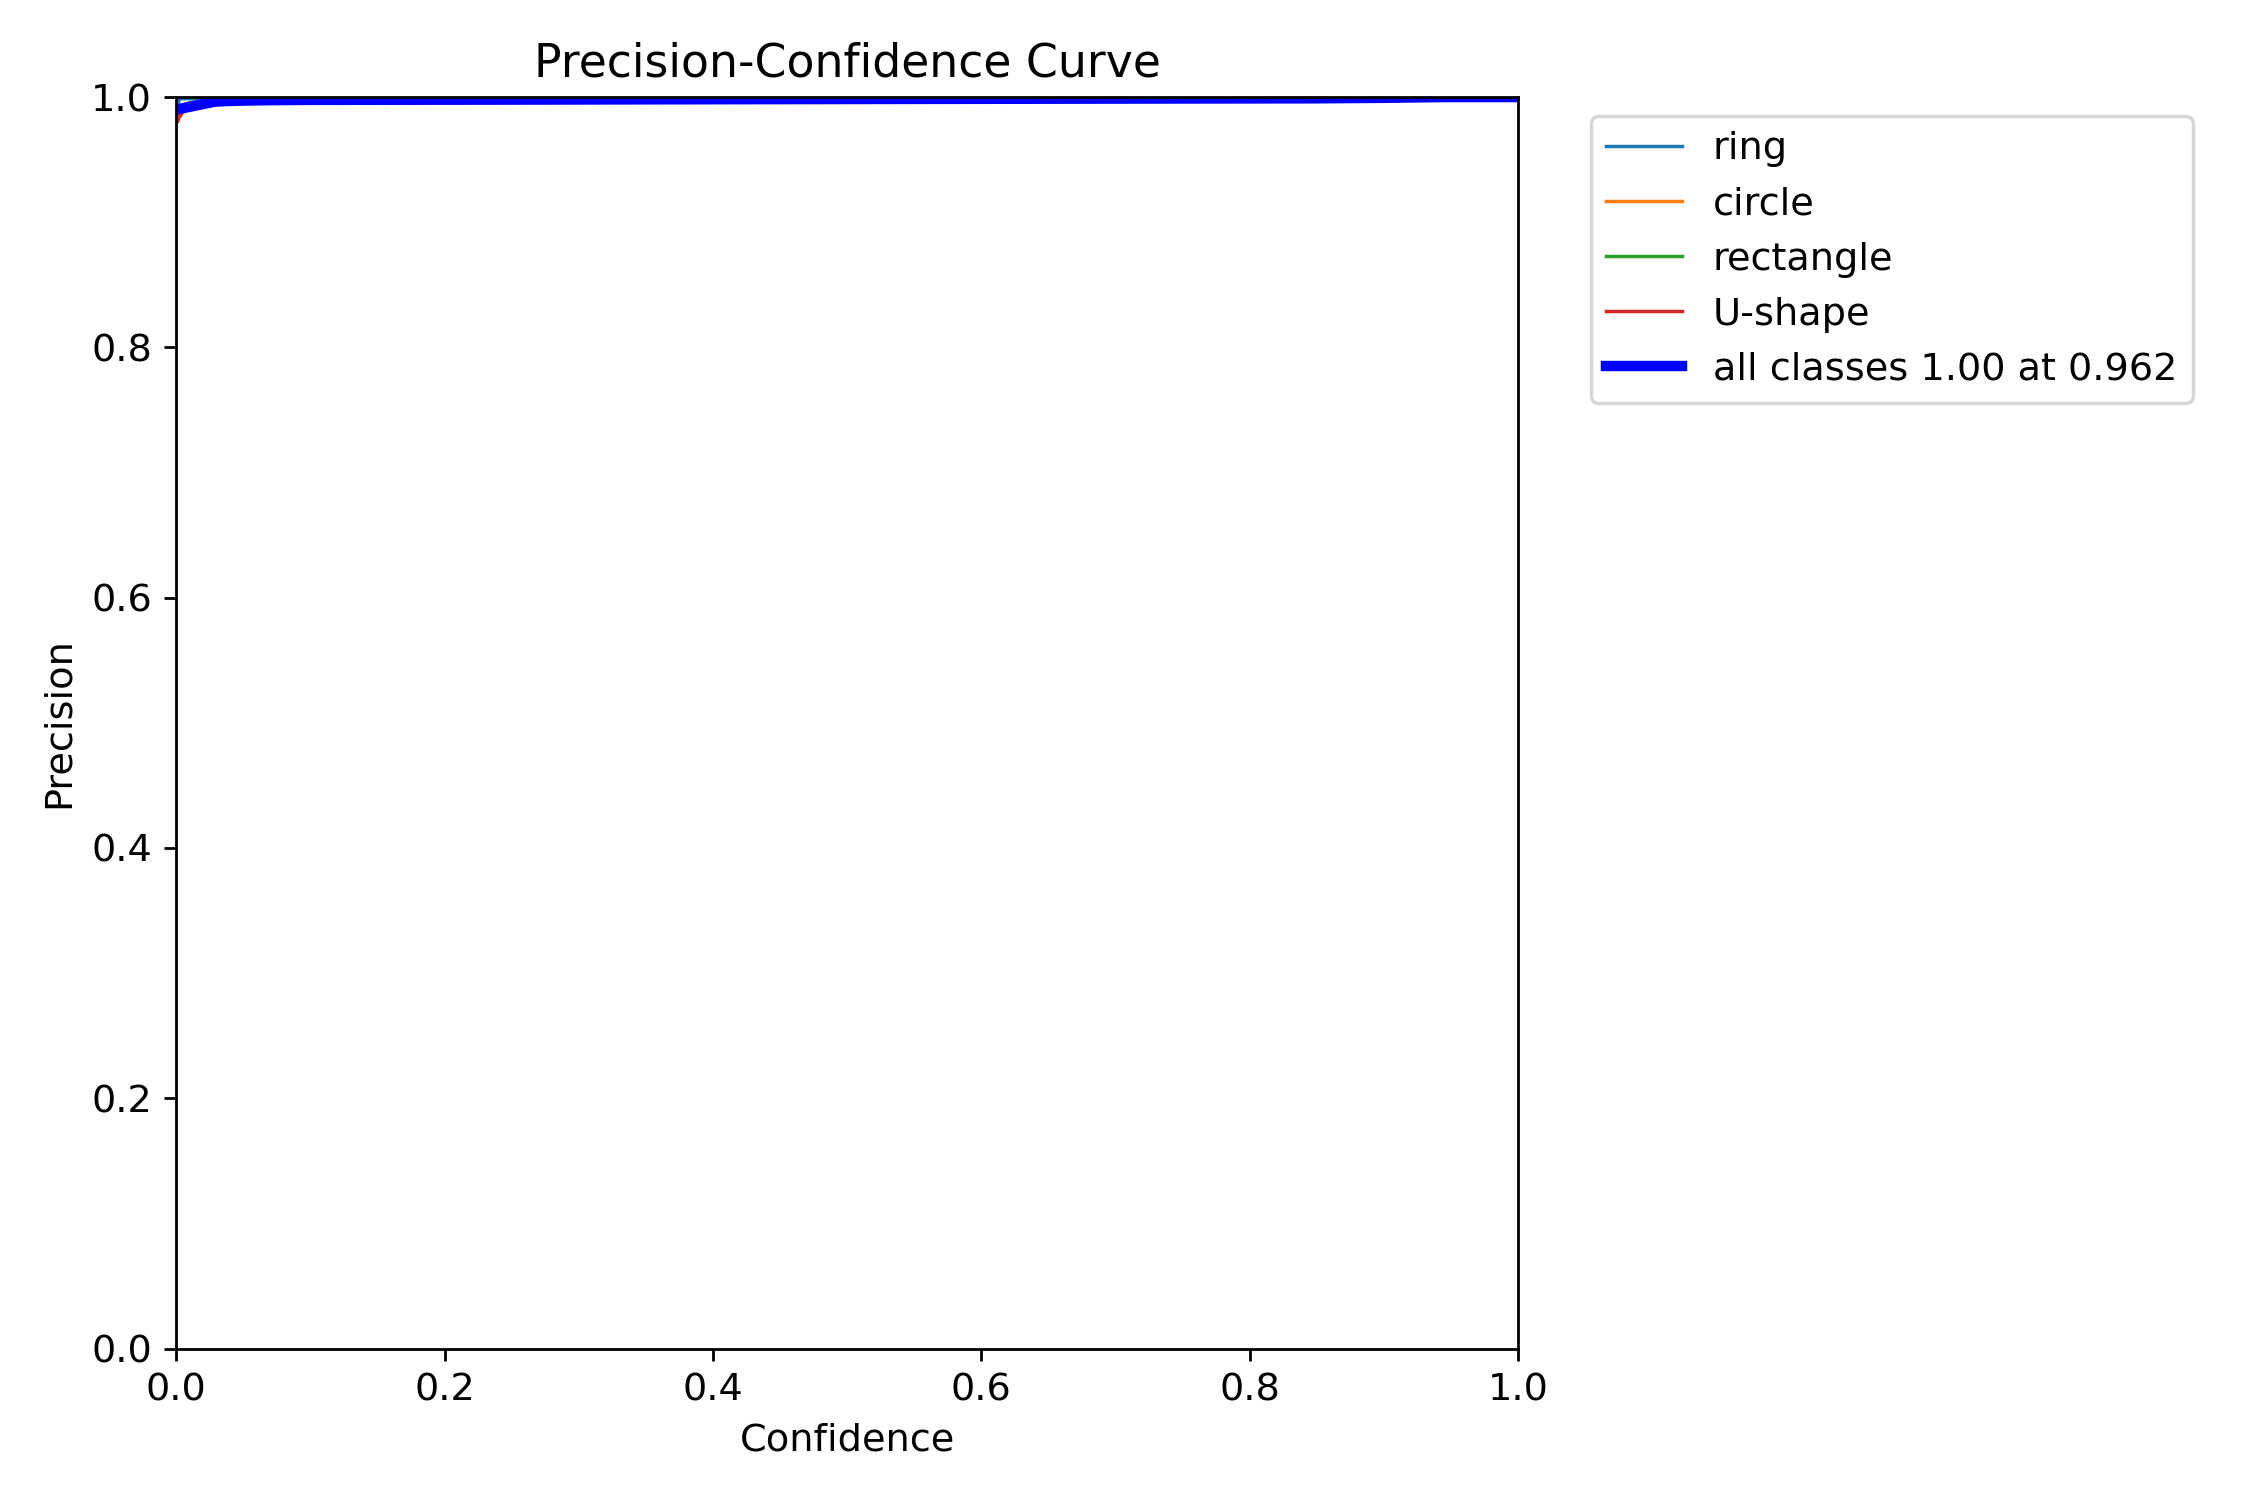 Precision-Confidence Curve
1.0
0.8
0.6
0.4
0.2
0.0
Precision
0.0 0.2 0.4 0.6 0.8 1.0
Confidence
ring
circle
rectangle
U-shape
all classes 1.00 at 0.962